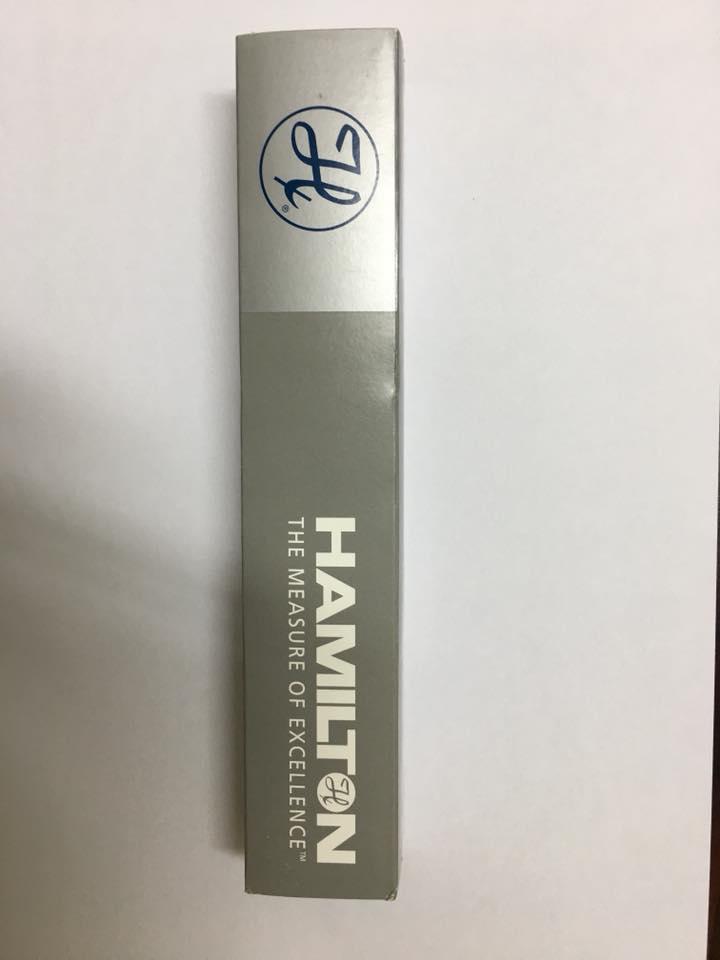 H®
HAMILTON
THE MEASURE OF EXCELLENCE™